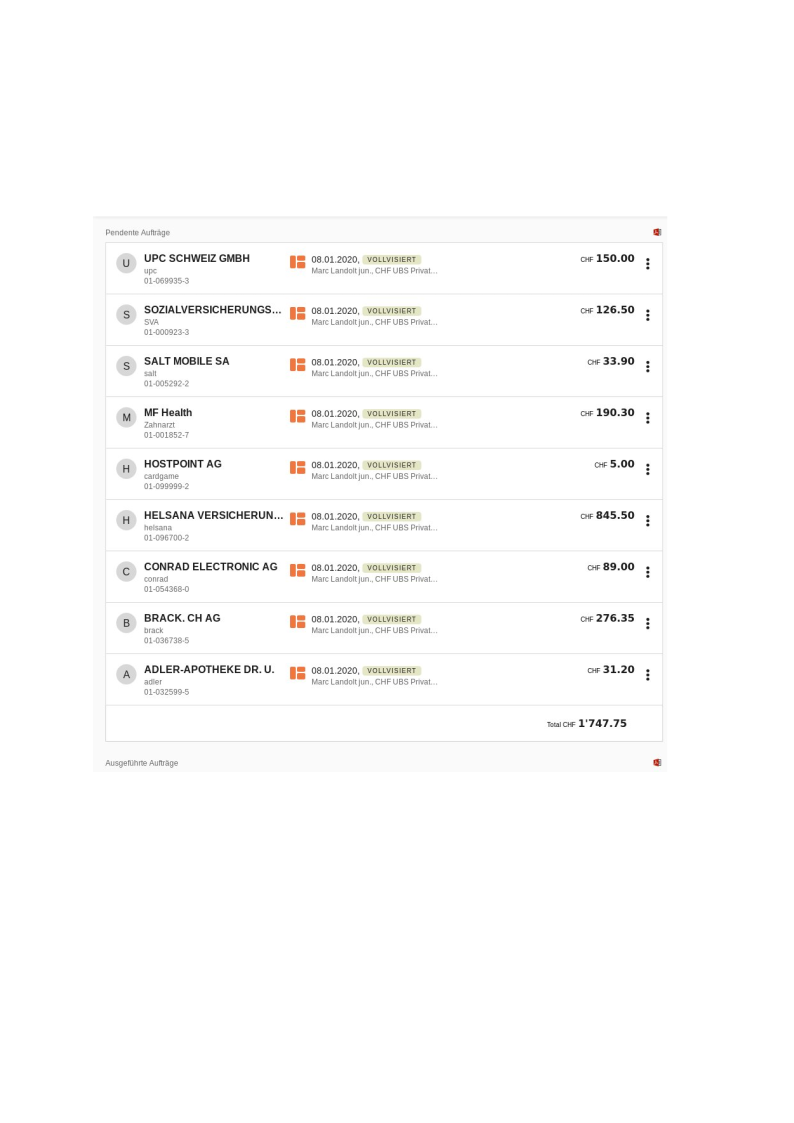 Pendente Aufträge
U UPC SCHWEIZ GMBH 08.01.2020, VOLLVISIERT CHF 150.00
upc Marc Landolt jun., CHF UBS Privat…
01-069935-3
S SOZIALVERSICHERUNGS… 08.01.2020, VOLLVISIERT CHF 126.50
SVA Marc Landolt jun., CHF UBS Privat…
01-000923-3
S SALT MOBILE SA 08.01.2020, VOLLVISIERT CHF 33.90
salt Marc Landolt jun., CHF UBS Privat…
01-005292-2
M MF Health 08.01.2020, VOLLVISIERT CHF 190.30
Zahnarzt Marc Landolt jun., CHF UBS Privat…
01-001852-7
H HOSTPOINT AG 08.01.2020, VOLLVISIERT CHF 5.00
cardgame Marc Landolt jun., CHF UBS Privat…
01-099999-2
H HELSANA VERSICHERUN… 08.01.2020, VOLLVISIERT CHF 845.50
helsana Marc Landolt jun., CHF UBS Privat…
01-096700-2
C CONRAD ELECTRONIC AG 08.01.2020, VOLLVISIERT CHF 89.00
conrad Marc Landolt jun., CHF UBS Privat…
01-054368-0
B BRACK. CH AG 08.01.2020, VOLLVISIERT CHF 276.35
brack Marc Landolt jun., CHF UBS Privat…
01-036738-5
A ADLER-APOTHEKE DR. U. 08.01.2020, VOLLVISIERT CHF 31.20
adler Marc Landolt jun., CHF UBS Privat…
01-032599-5
Total CHF 1'747.75
Ausgeführte Aufträge